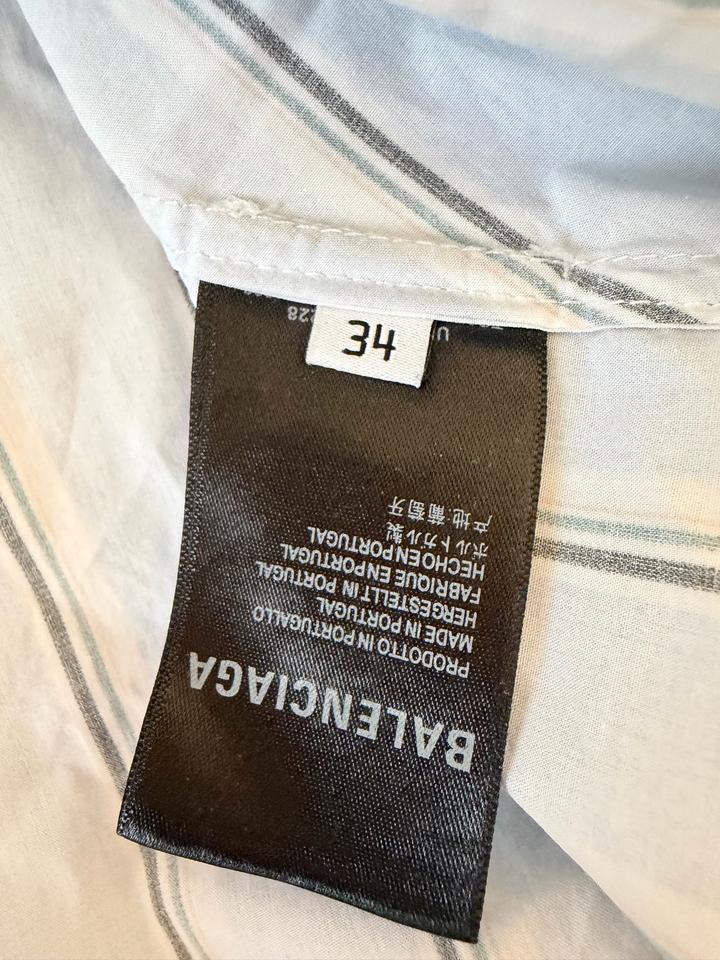 34
BALENCIAGA
PRODOTTO IN PORTUGALLO
MADE IN PORTUGAL
HERGESTELLT IN PORTUGAL
FABRIQUE EN PORTUGAL
HECHO EN PORTUGAL
ポルトガル製
产地:葡萄牙